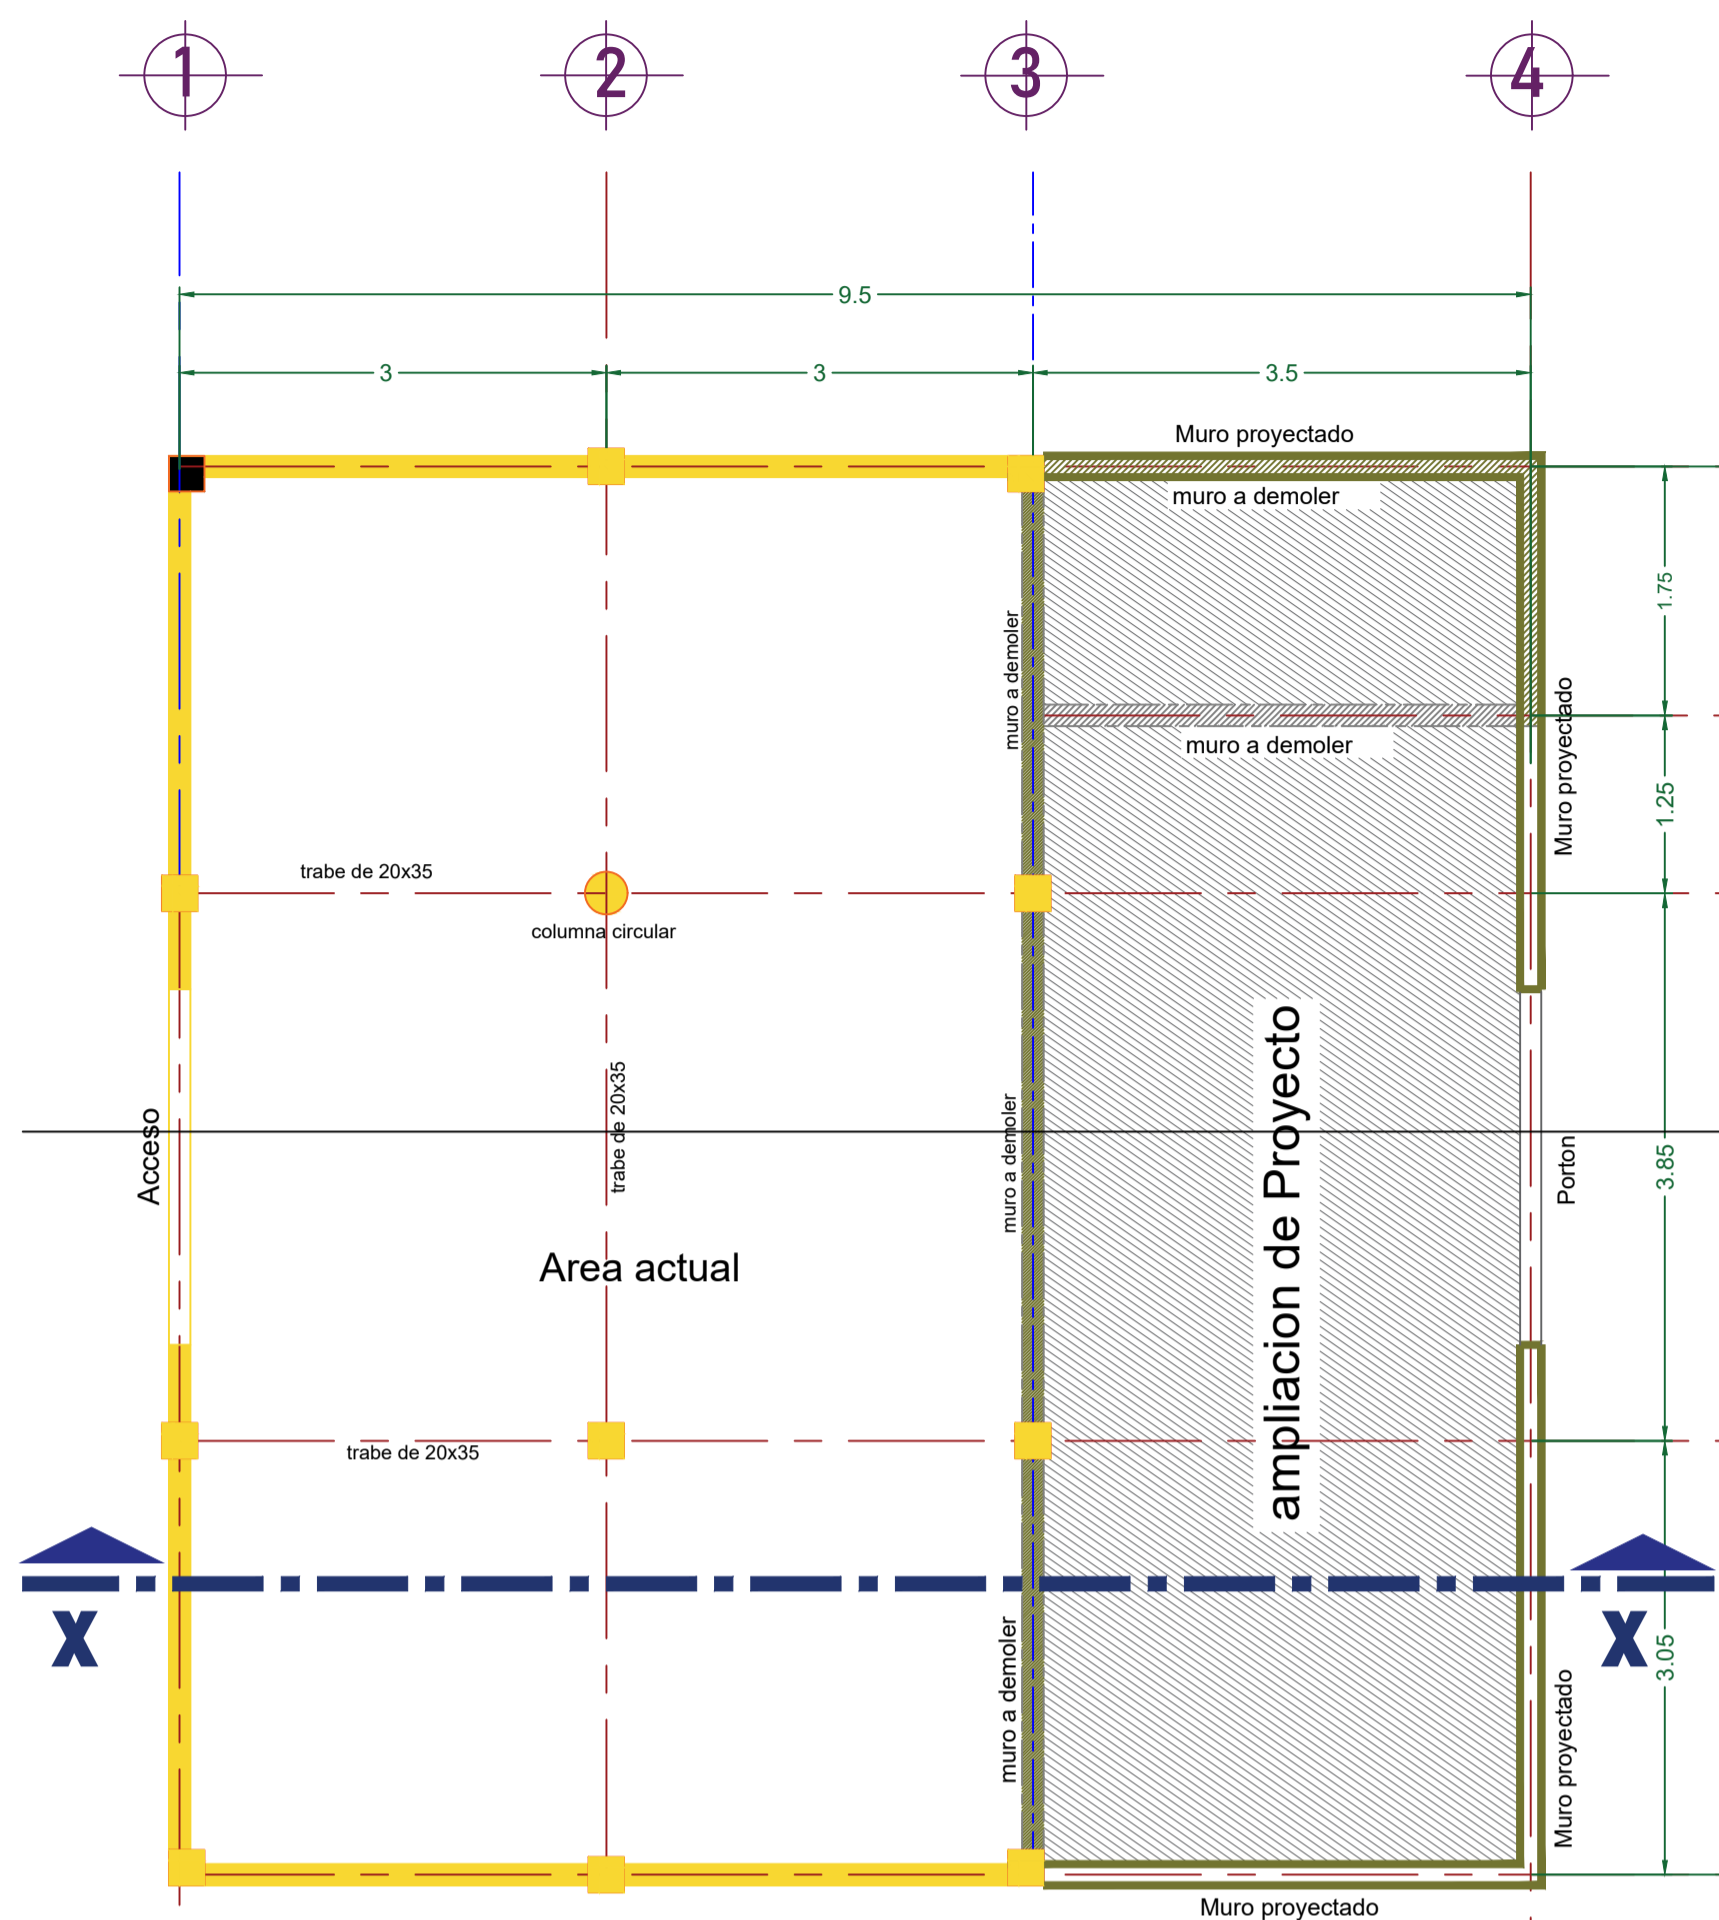 1 2 3 4
9.5
3 3 3.5
Muro proyectado
muro a demoler
1.75
muro a demoler
Muro proyectado
muro a demoler
1.25
trabe de 20x35
columna circular
ampliacion de Proyecto
trabe de 20x35
muro a demoler
Acceso
Porton
3.85
Area actual
trabe de 20x35
X X
muro a demoler
3.05
Muro proyectado
Muro proyectado